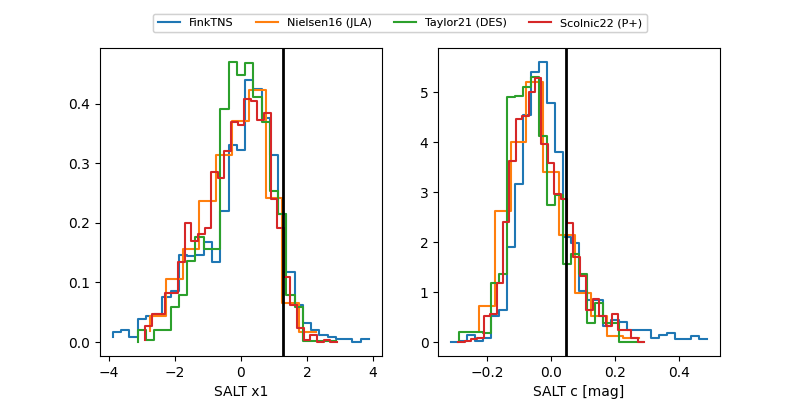 FinkTNS Nielsen16 (JLA) Taylor21 (DES) Scolnic22 (P+)
0.4
0.3
0.2
0.1
0.0
−4 −2 0 2 4
SALT x1
5
4
3
2
1
0
−0.2 0.0 0.2 0.4
SALT c [mag]